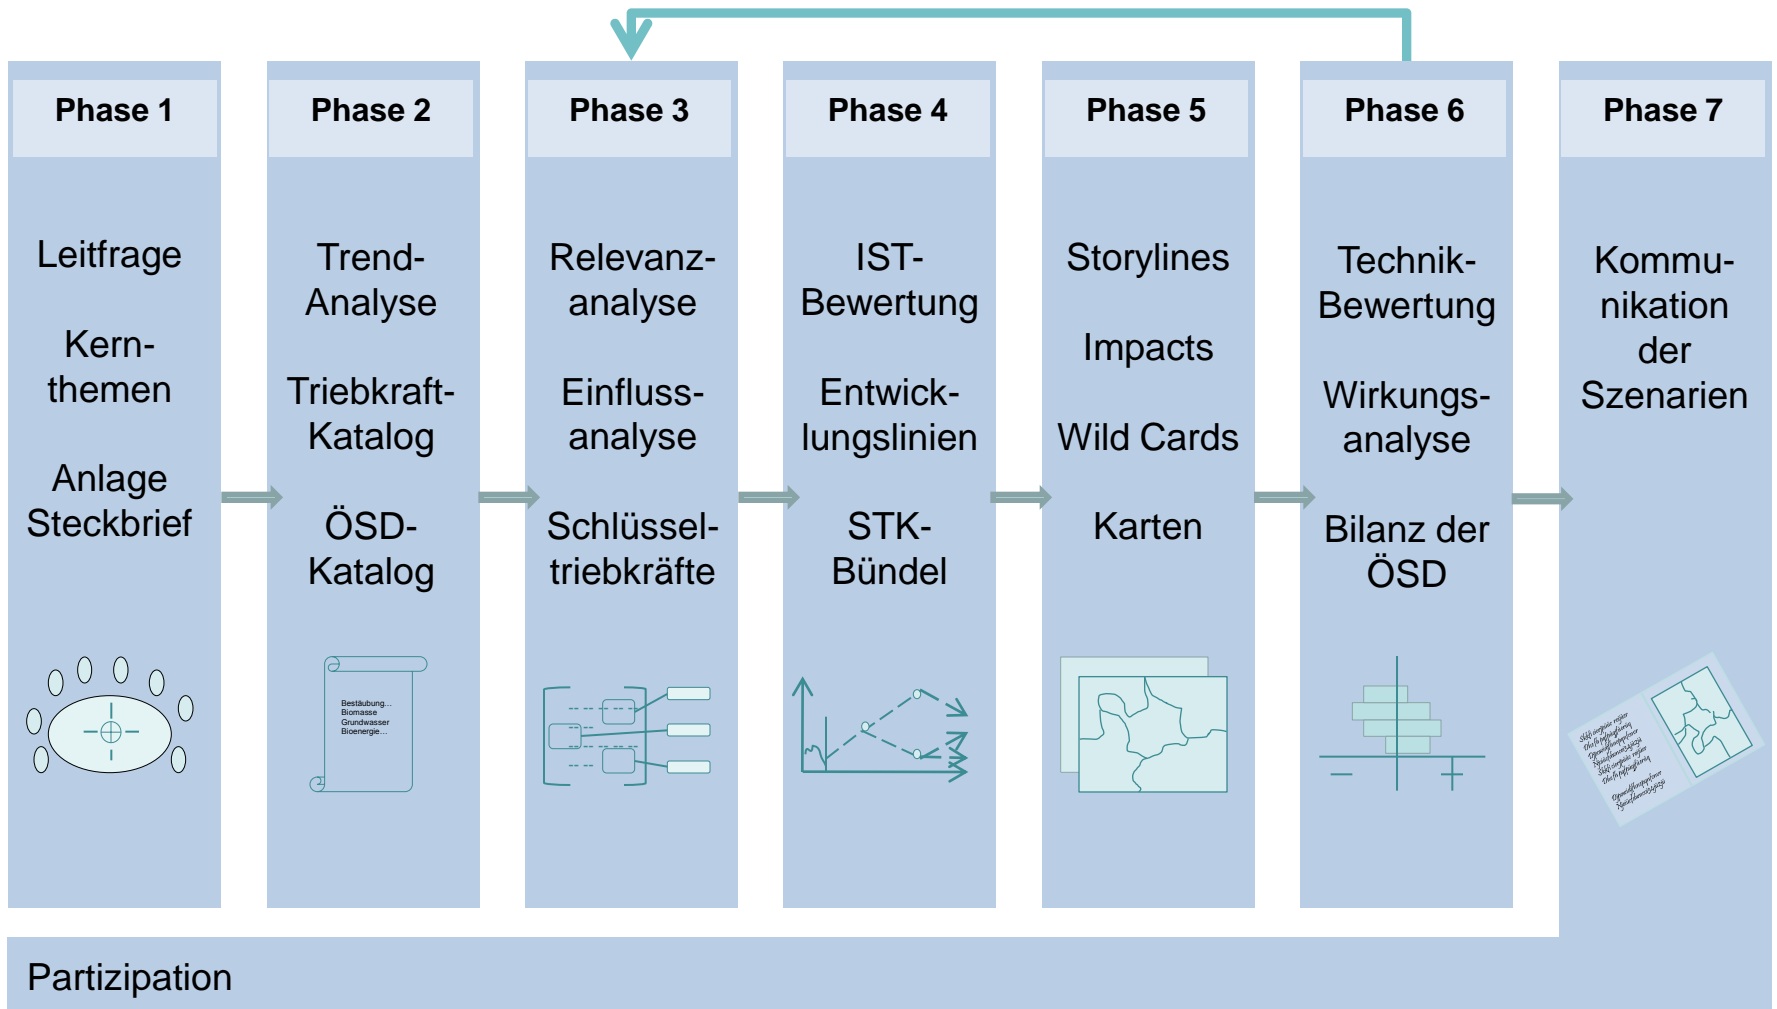 Phase 1
Leitfrage
Kern-
themen
Anlage
Steckbrief
Phase 2
Trend-
Analyse
Triebkraft-
Katalog
ÖSD-
Katalog
Bestäubung...
Biomasse
Grundwasser
Bioenergie...
Phase 3
Relevanz-
analyse
Einfluss-
analyse
Schlüssel-
triebkräfte
Phase 4
IST-
Bewertung
Entwick-
lungslinien
STK-
Bündel
Phase 5
Storylines
Impacts
Wild Cards
Karten
Phase 6
Technik-
Bewertung
Wirkungs-
analyse
Bilanz der
ÖSD
Phase 7
Kommu-
nikation
der
Szenarien
Partizipation